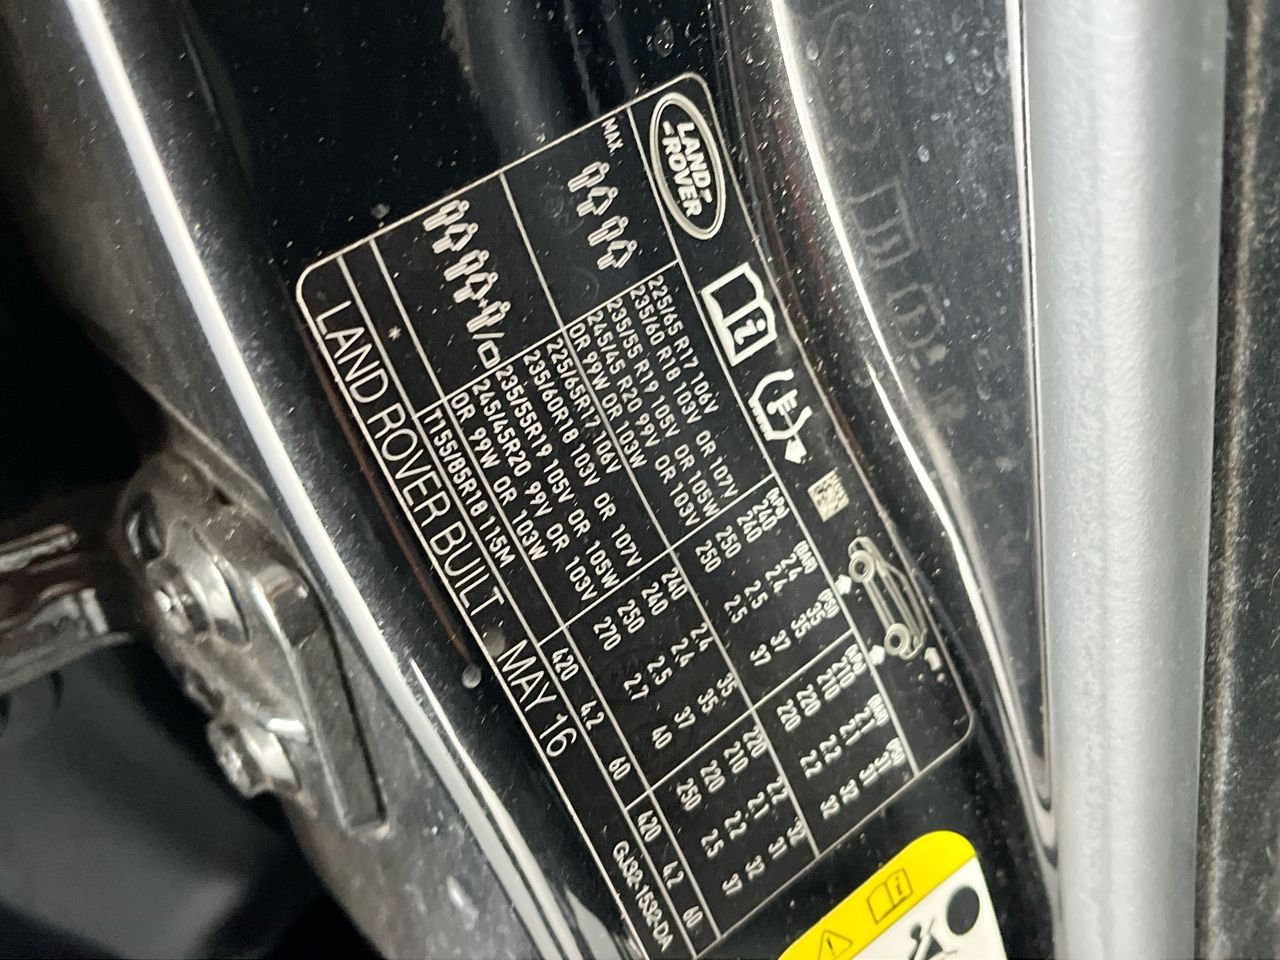 LAND-
-ROVER
MAX
(kPa) (BAR) (PSI) (kPa) (BAR) (PSI)
225/65 R17 106V 240 2.4 35 210 2.1 31
235/60 R18 103V OR 107V 240 2.4 35 210 2.1 31
235/55 R19 105V OR 105W 250 2.5 37 220 2.2 32
245/45 R20 99V OR 103V 250 2.5 37 220 2.2 32
OR 99W OR 103W
225/65R17 106V 240 2.4 35 220 2.2 32
235/60R18 103V OR 107V 240 2.4 35 210 2.1 31
235/55R19 105V OR 105W 250 2.5 37 220 2.2 32
245/45R20 99V OR 103V 270 2.7 40 250 2.5 37
OR 99W OR 103W
* T155/85R18 115M 420 4.2 60 420 4.2 60
LAND ROVER BUILT : MAY 16 GJ32-1532-DA